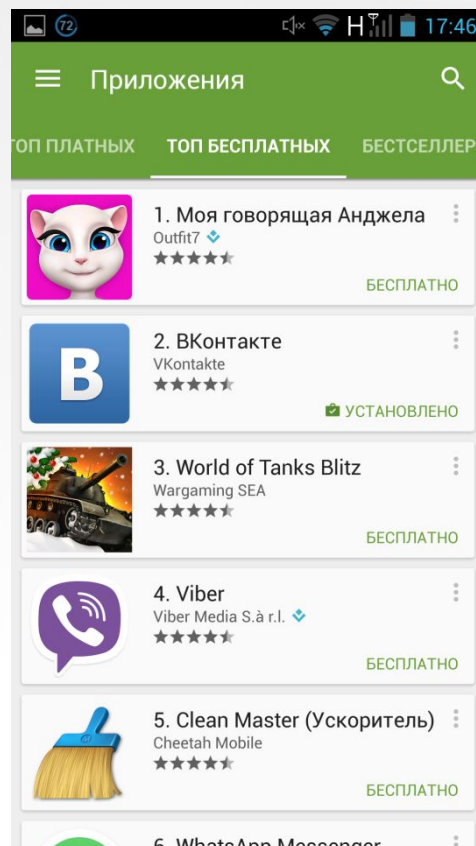 72 H 17:46
Приложения
ТОП ПЛАТНЫХ ТОП БЕСПЛАТНЫХ БЕСТСЕЛЛЕР
1. Моя говорящая Анджела
Outfit7
БЕСПЛАТНО
B
2. ВКонтакте
VKontakte
УСТАНОВЛЕНО
3. World of Tanks Blitz
Wargaming SEA
БЕСПЛАТНО
4. Viber
Viber Media S.à r.l.
БЕСПЛАТНО
5. Clean Master (Ускоритель)
Cheetah Mobile
БЕСПЛАТНО
6. WhatsApp Messenger